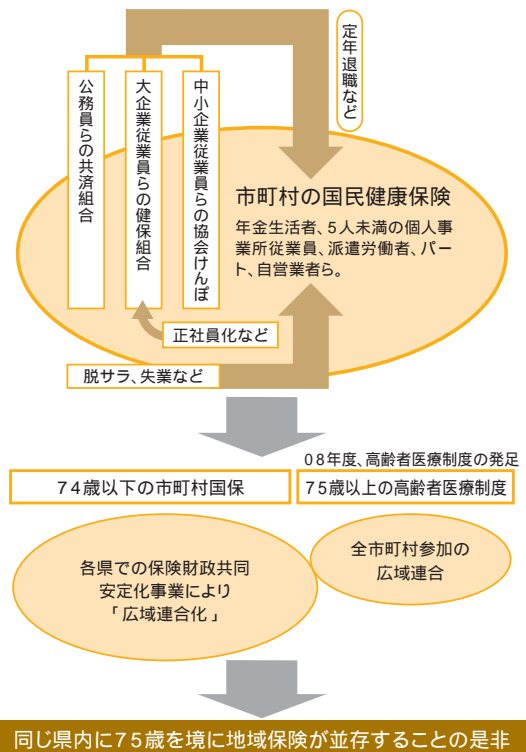 定年退職など
公務員らの共済組合
大企業従業員らの健保組合
中小企業従業員らの協会けんぽ
市町村の国民健康保険
年金生活者、5人未満の個人事
業所従業員、派遣労働者、パー
ト、自営業者ら。
正社員化など
脱サラ、失業など
08年度、高齢者医療制度の発足
74歳以下の市町村国保
75歳以上の高齢者医療制度
各県での保険財政共同
安定化事業により
「広域連合化」
全市町村参加の
広域連合
同じ県内に75歳を境に地域保険が並存することの是非